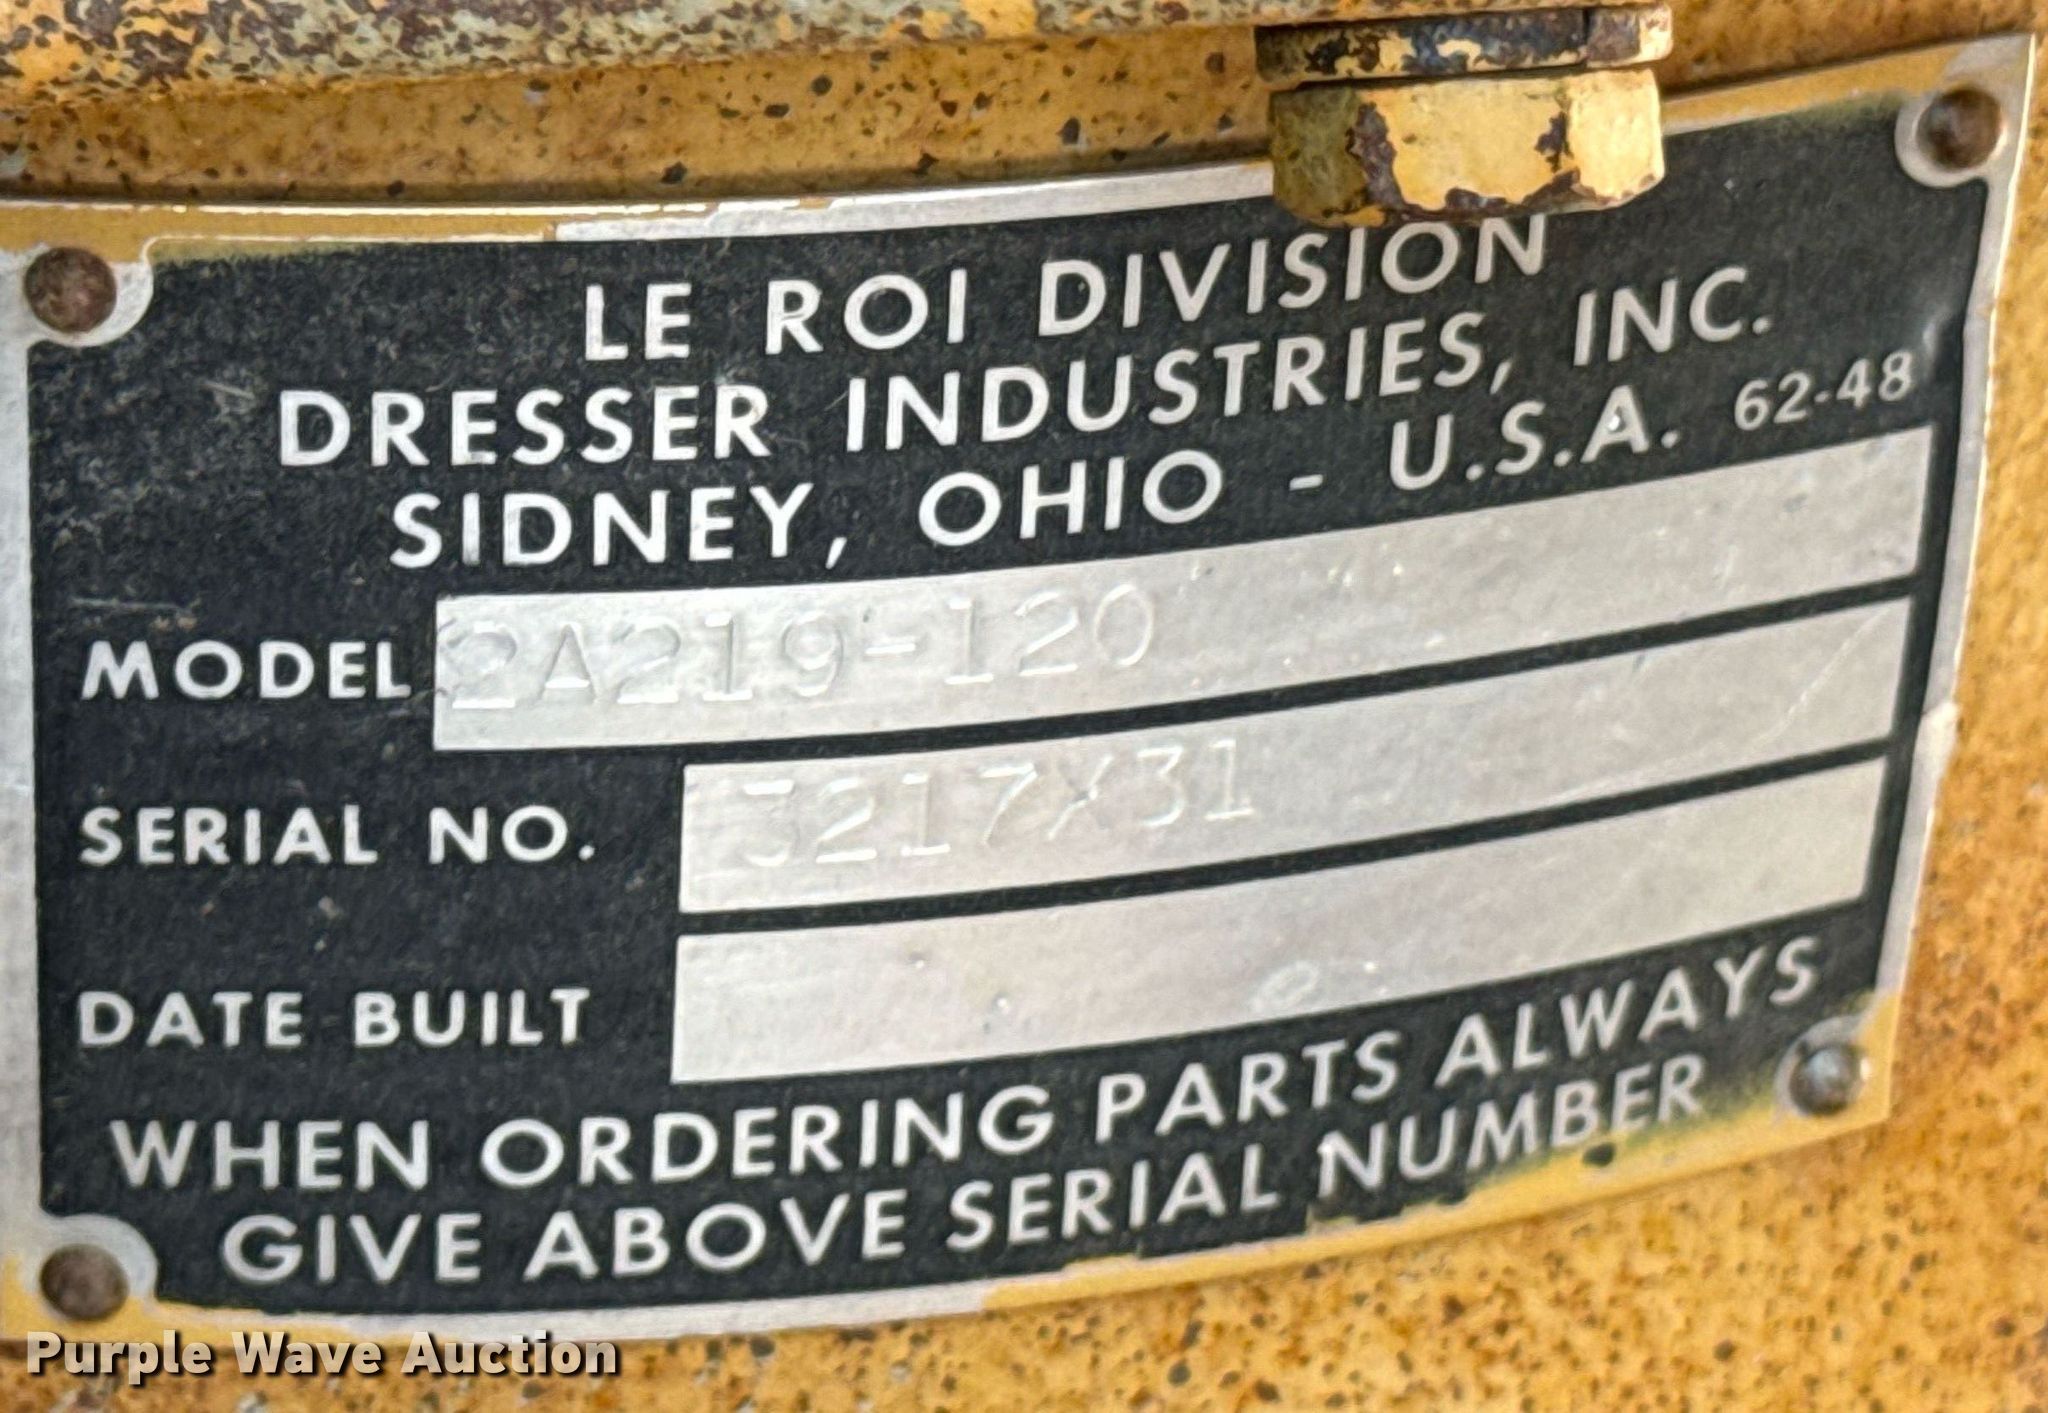 LE ROI DIVISION
DRESSER INDUSTRIES, INC.
SIDNEY, OHIO - U.S.A. 62-48
MODEL 2A219-120
SERIAL NO. 3217X31
DATE BUILT
WHEN ORDERING PARTS ALWAYS
GIVE ABOVE SERIAL NUMBER
Purple Wave Auction